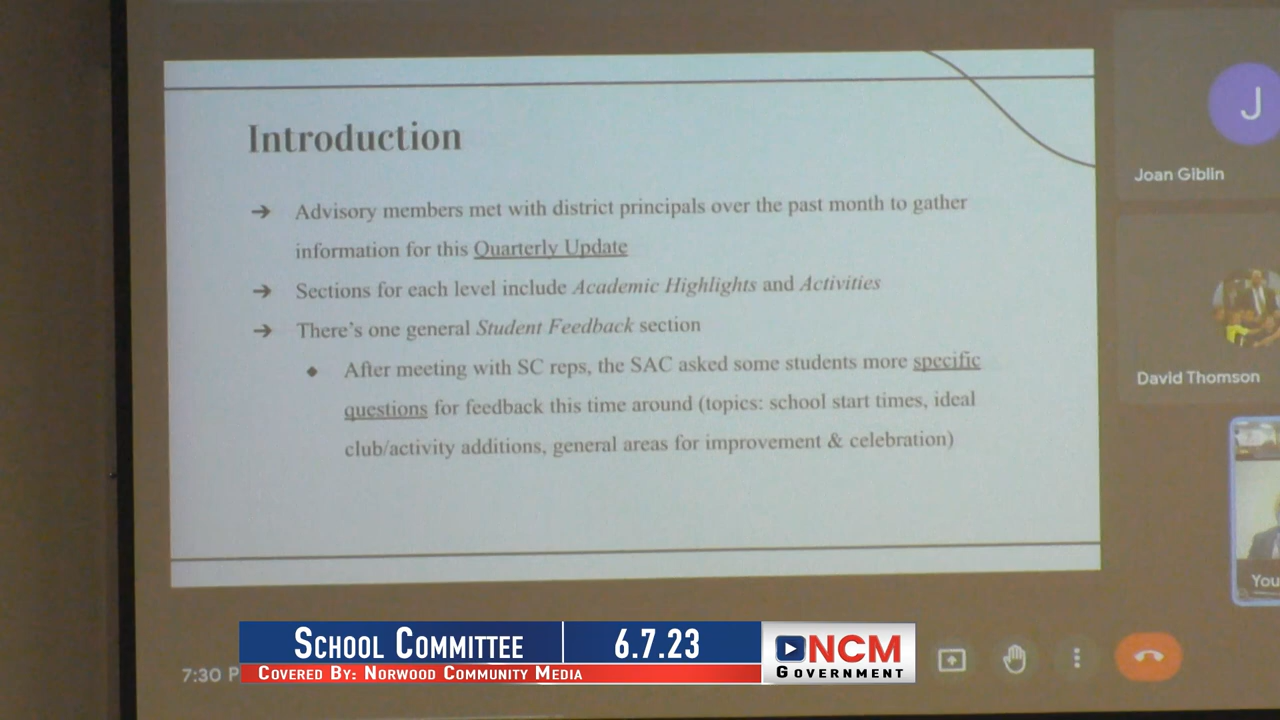 Introduction
➔ Advisory members met with district principals over the past month to gather
information for this Quarterly Update
➔ Sections for each level include Academic Highlights and Activities
➔ There's one general Student Feedback section
◆ After meeting with SC reps, the SAC asked some students more specific
questions for feedback this time around (topics: school start times, ideal
club/activity additions, general areas for improvement & celebration)
J
Joan Giblin
David Thomson
You
7:30 P
SCHOOL COMMITTEE
6.7.23
COVERED BY: NORWOOD COMMUNITY MEDIA
NCM
GOVERNMENT